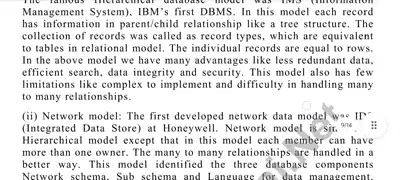 The famous Hierarchical database model was IMS (Information
Management System), IBM's first DBMS. In this model each record
has information in parent/child relationship like a tree structure. The
collection of records was called as record types, which are equivalent
to tables in relational model. The individual records are equal to rows.
In the above model we have many advantages like less redundant data,
efficient search, data integrity and security. This model also has few
limitations like complex to implement and difficulty in handling many
to many relationships.
(ii) Network model: The first developed network data model was
(Integrated Data Store) at Honeywell. Network model is
9/14
Hierarchical model except that in this model each member can have
more than one owner. The many to many relationships are handled in a
better way. This model identified the three database components
Network schema, Sub schema and Language data management.